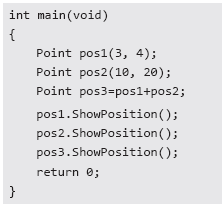 int main(void)
{
    Point pos1(3, 4);
    Point pos2(10, 20);
    Point pos3=pos1+pos2;
    pos1.ShowPosition();
    pos2.ShowPosition();
    pos3.ShowPosition();
    return 0;
}